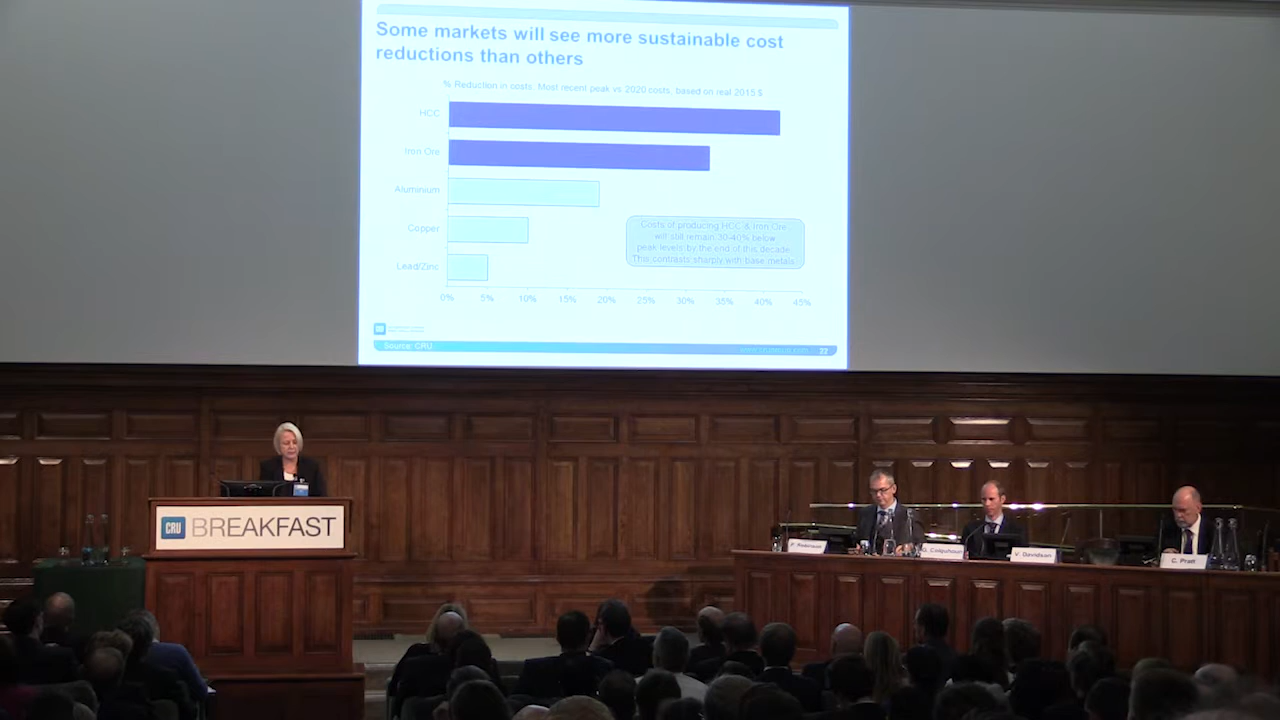 Some markets will see more sustainable cost
reductions than others
% Reduction in costs. Most recent peak vs 2020 costs, based on real 2015 $
HCC
Iron Ore
Aluminium
Copper
Lead/Zinc
Costs of producing HCC & Iron Ore
will still remain 30-40% below
peak levels by the end of this decade.
This contrasts sharply with base metals
0% 5% 10% 15% 20% 25% 30% 35% 40% 45%
Source: CRU
22
CRU BREAKFAST
V. Davidson
C. Pratt